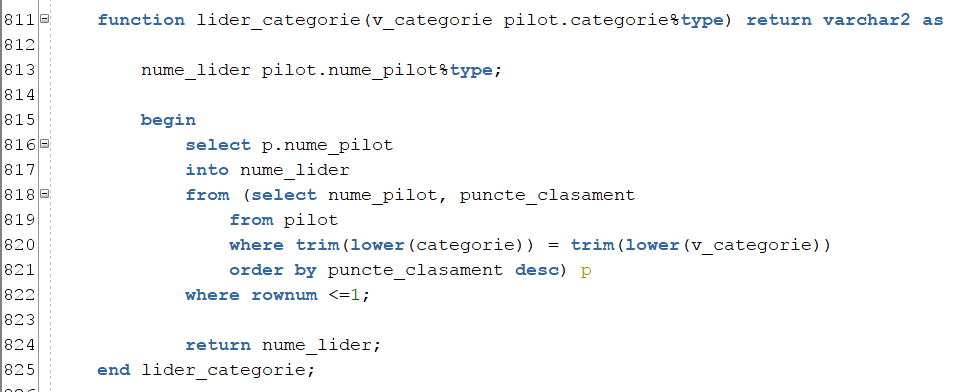 811 function lider_categorie(v_categorie pilot.categorie%type) return varchar2 as
812
813 nume_lider pilot.nume_pilot%type;
814
815 begin
816 select p.nume_pilot
817 into nume_lider
818 from (select nume_pilot, puncte_clasament
819 from pilot
820 where trim(lower(categorie)) = trim(lower(v_categorie))
821 order by puncte_clasament desc) p
822 where rownum <=1;
823
824 return nume_lider;
825 end lider_categorie;